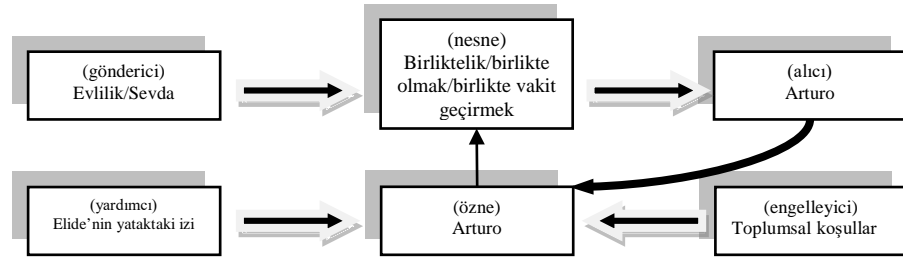 (gönderici)
Evlilik/Sevda
(nesne)
Birliktelik/birlikte
olmak/birlikte vakit
geçirmek
(alıcı)
Arturo
(yardımcı)
Elide’nin yataktaki izi
(özne)
Arturo
(engelleyici)
Toplumsal koşullar